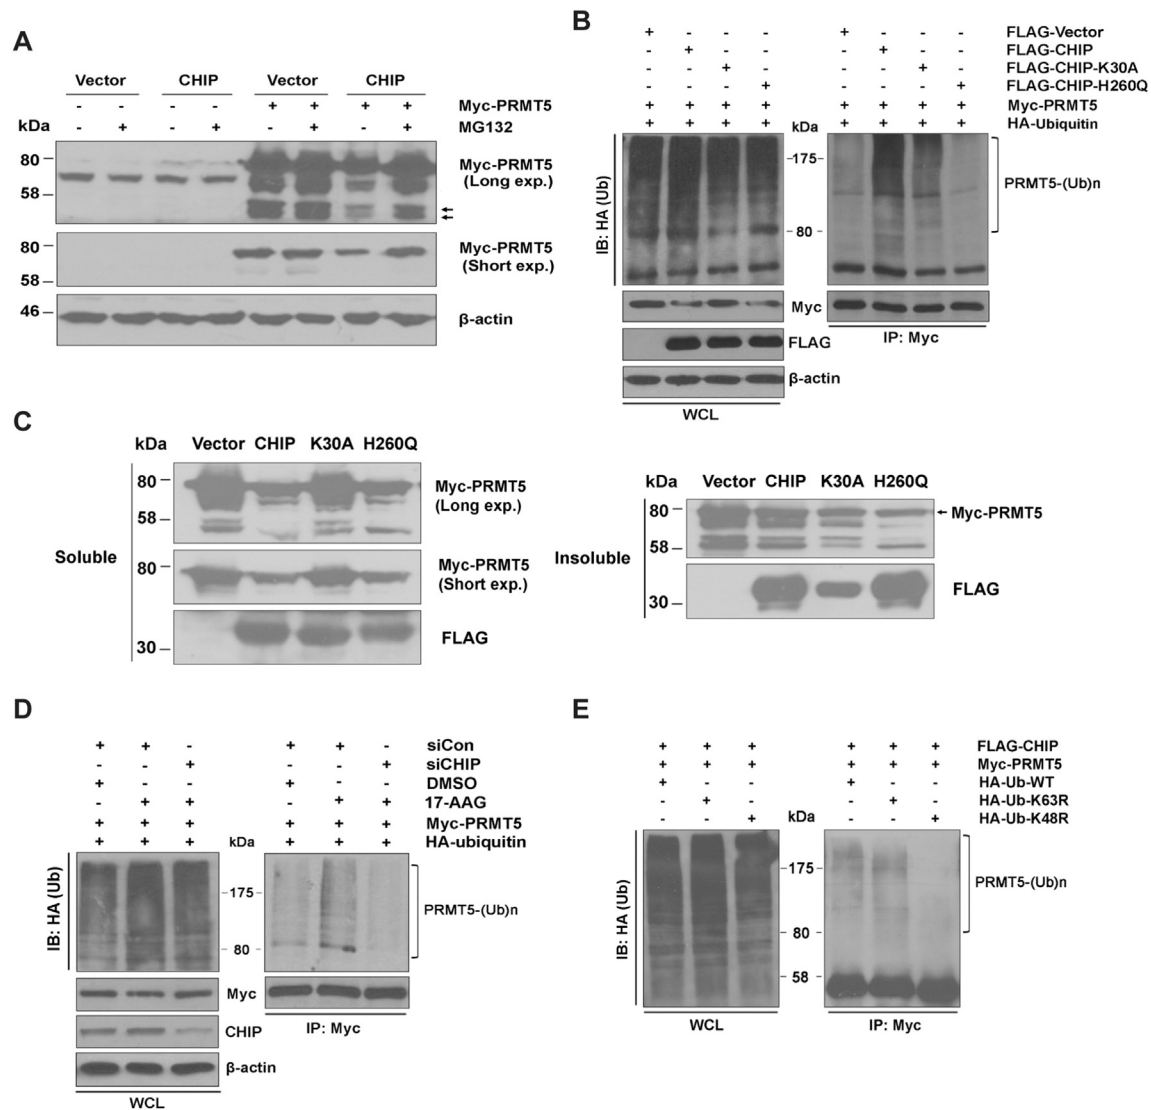 A
Vector CHIP Vector CHIP
- - - - + + + + Myc-PRMT5
kDa - + - + - + - + MG132
80
Myc-PRMT5
(Long exp.)
58
80
Myc-PRMT5
(Short exp.)
58
46
β-actin
B
+ - - - + - - - FLAG-Vector
- + - - - + - - FLAG-CHIP
- - + - - - + - FLAG-CHIP-K30A
- - - + - - - + FLAG-CHIP-H260Q
+ + + + + + + + Myc-PRMT5
+ + + + kDa + + + + HA-Ubiquitin
IB: HA (Ub)
-175-
PRMT5-(Ub)n
- 80 -
Myc
IP: Myc
FLAG
β-actin
WCL
C
kDa Vector CHIP K30A H260Q
Soluble
80
Myc-PRMT5
(Long exp.)
58
80
Myc-PRMT5
(Short exp.)
FLAG
30
kDa Vector CHIP K30A H260Q
Insoluble
80
Myc-PRMT5
58
FLAG
30
D
+ + - + + - siCon
- - + - - + siCHIP
+ - - + - - DMSO
- + + - + + 17-AAG
+ + + + + + Myc-PRMT5
+ + + kDa + + + HA-ubiquitin
IB: HA (Ub)
-175-
PRMT5-(Ub)n
- 80 -
Myc
IP: Myc
CHIP
β-actin
WCL
E
+ + + + + + FLAG-CHIP
+ + + + + + Myc-PRMT5
+ - - + - - HA-Ub-WT
- + - - + - HA-Ub-K63R
- - + kDa - - + HA-Ub-K48R
IB: HA (Ub)
- 175 -
PRMT5-(Ub)n
- 80 -
- 58 -
WCL IP: Myc